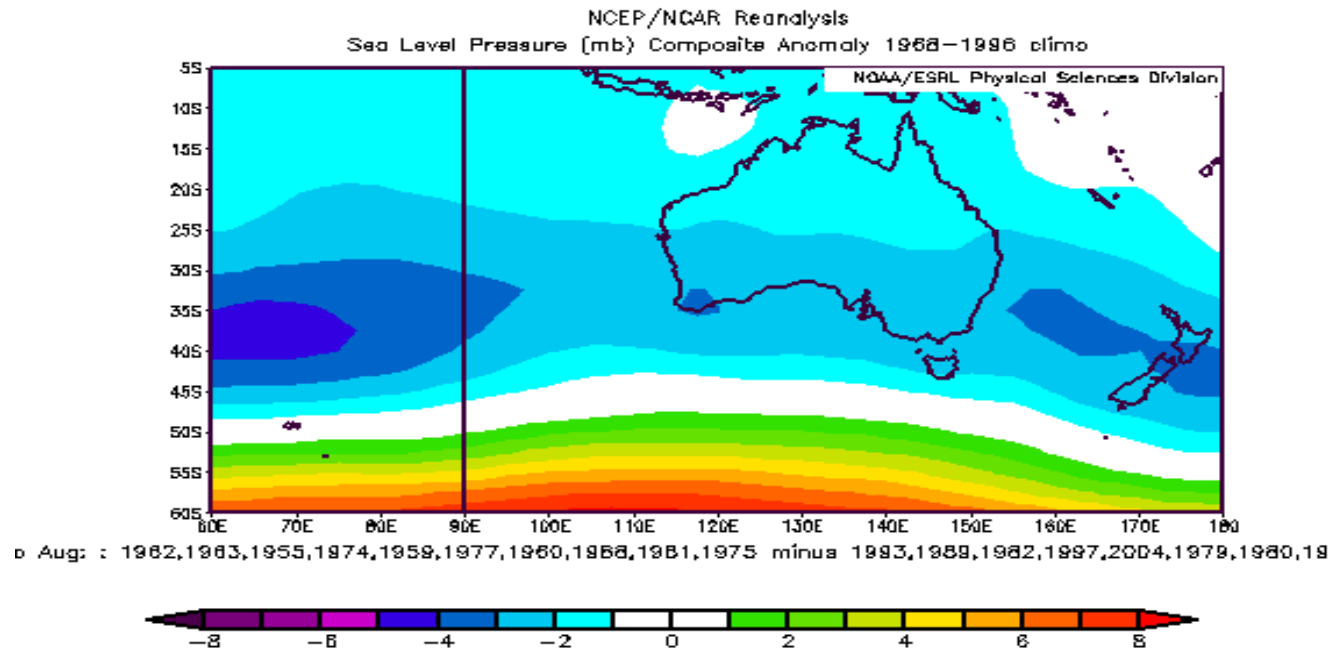 NCEP/NCAR Reanalysis
Sea Level Pressure (mb) Composite Anomaly 1968-1996 climo
NOAA/ESRL Physical Sciences Division
5S
10S
15S
20S
25S
30S
35S
40S
45S
50S
55S
60S
60E 70E 80E 90E 100E 110E 120E 130E 140E 150E 160E 170E 180
o Aug: : 1962,1963,1955,1974,1959,1977,1960,1968,1981,1975 minus 1993,1989,1982,1997,2004,1979,1980,19
-8 -6 -4 -2 0 2 4 6 8